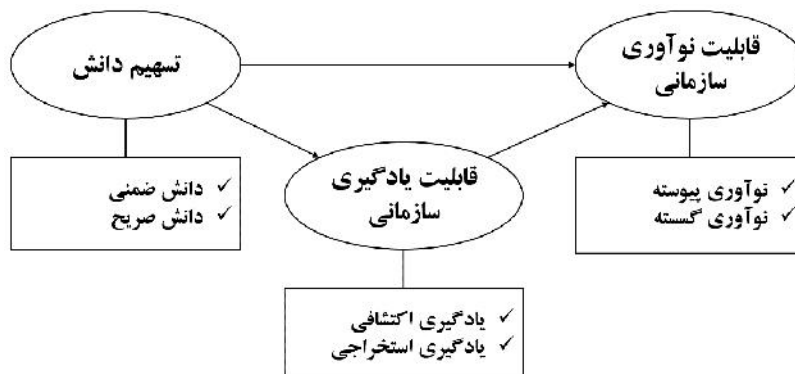 تسهیم دانش
قابلیت نوآوری
سازمانی
✓ دانش ضمنی
✓ دانش صریح
قابلیت یادگیری
سازمانی
✓ نوآوری پیوسته
✓ نوآوری گسسته
✓ یادگیری اکتشافی
✓ یادگیری استخراجی